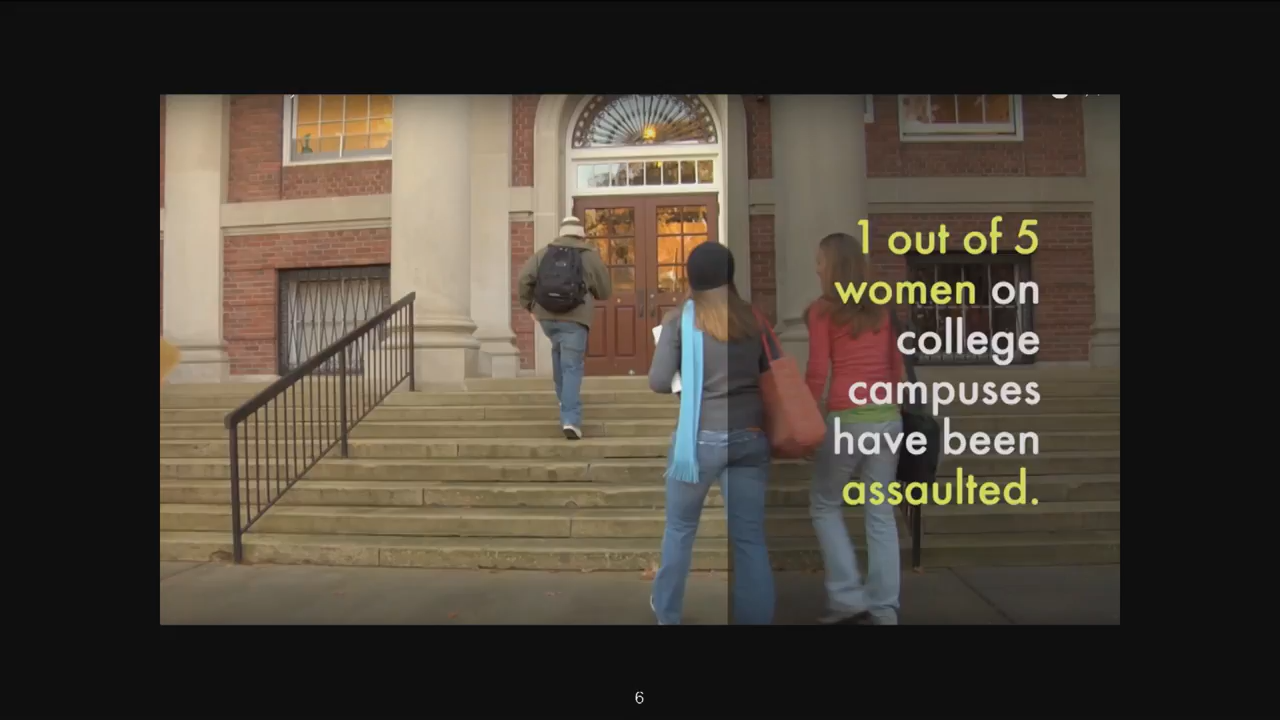 1 out of 5
women on
college
campuses
have been
assaulted.
6